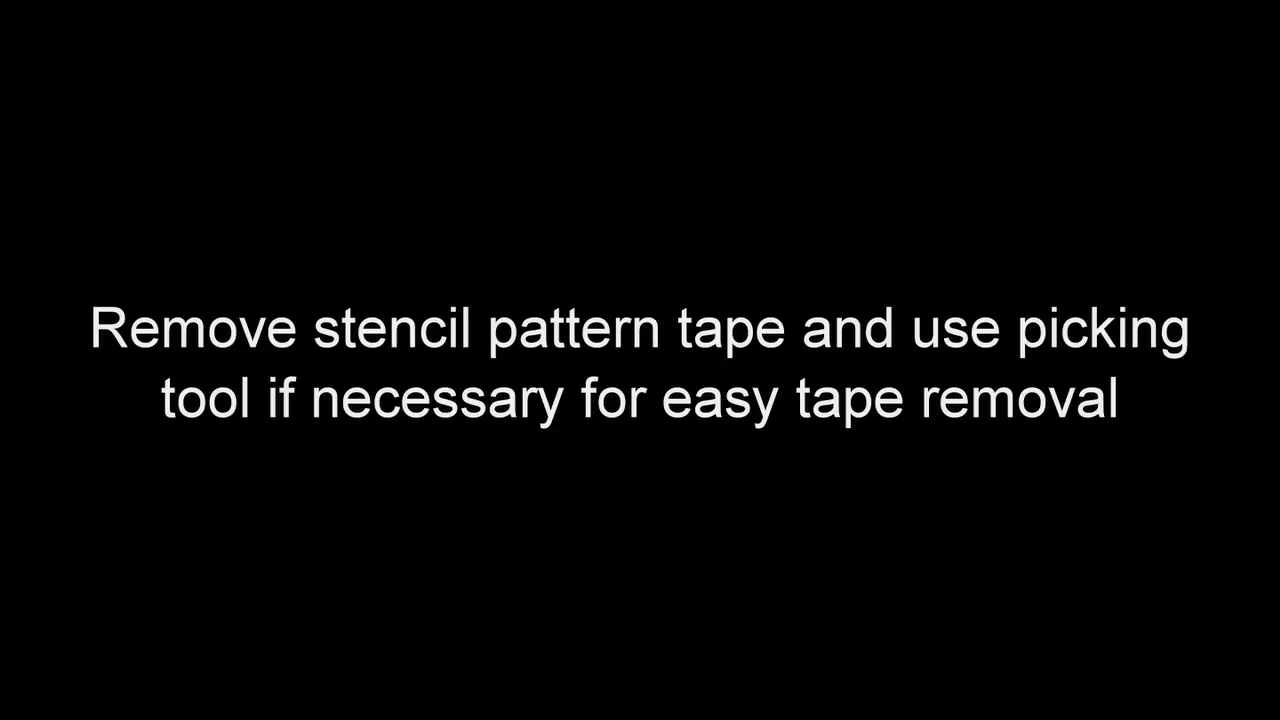 Remove stencil pattern tape and use picking
tool if necessary for easy tape removal